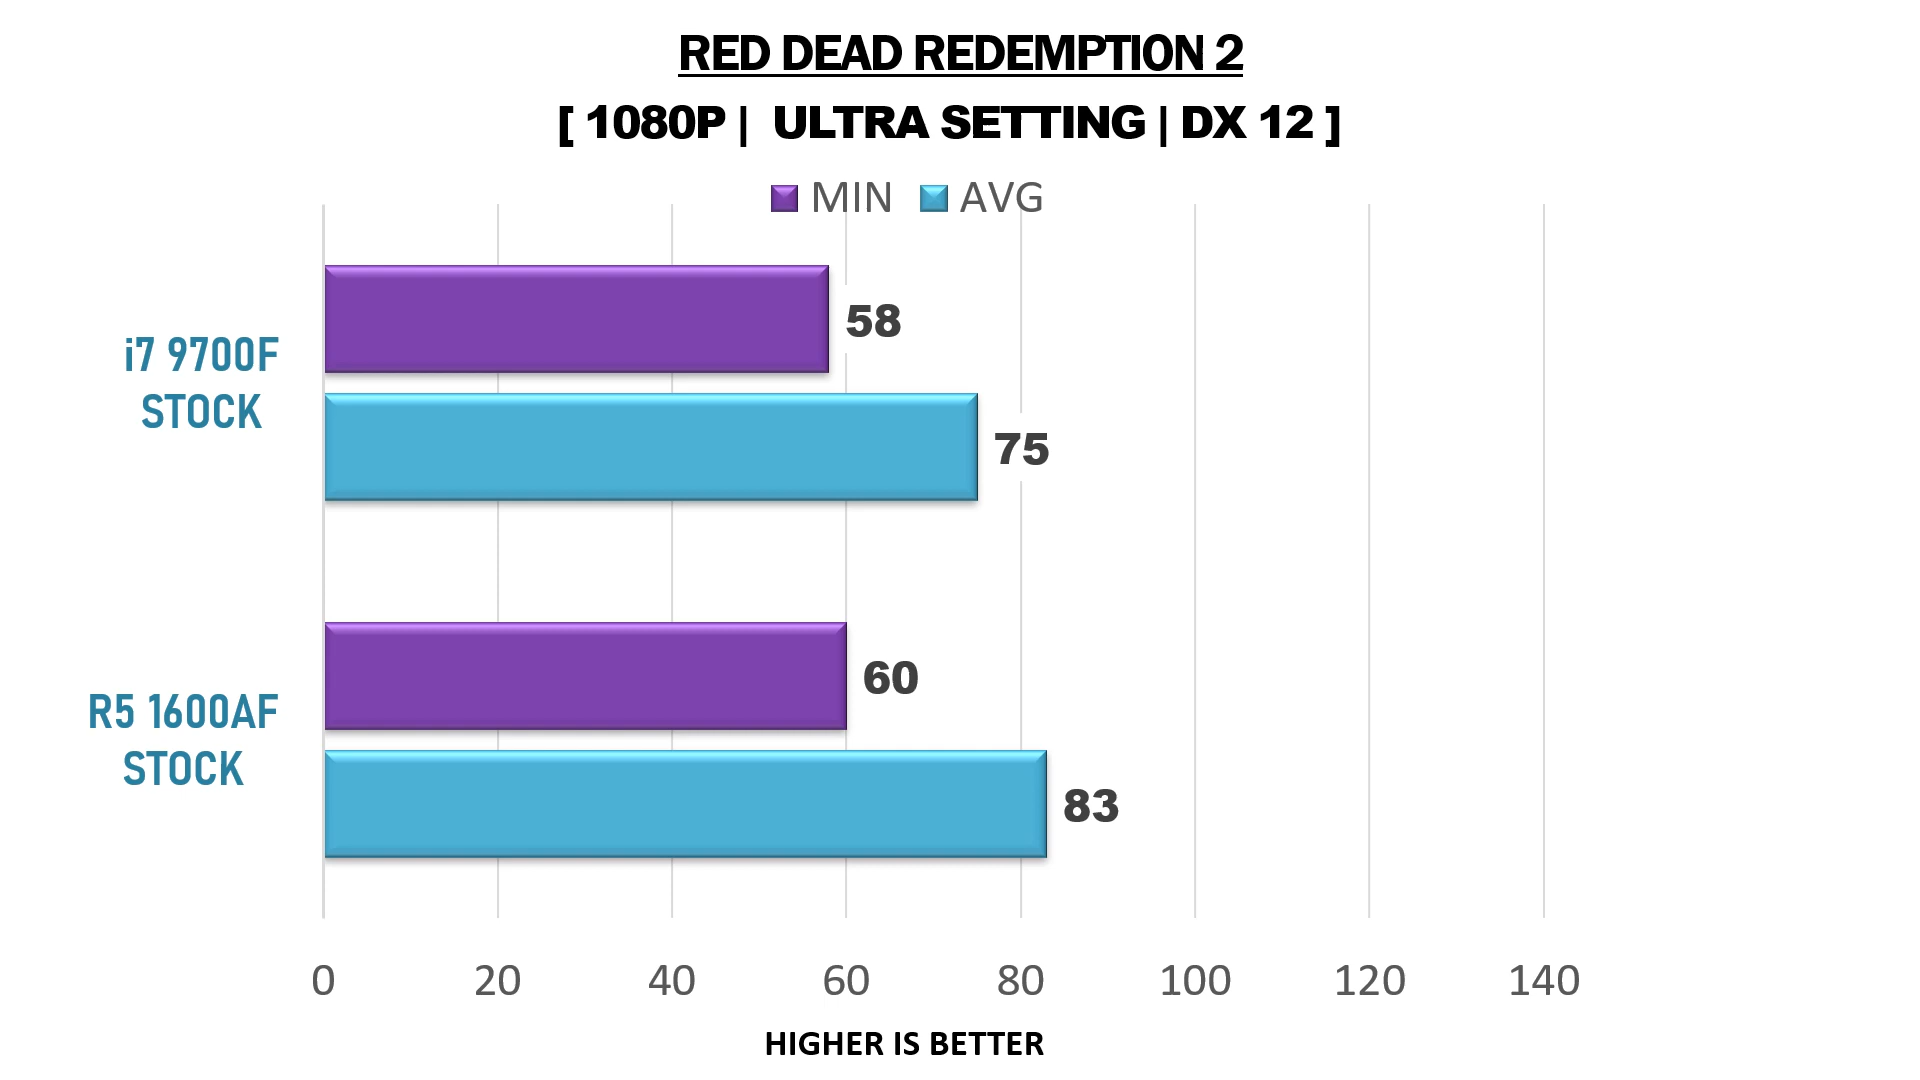 RED DEAD REDEMPTION 2
[ 1080P | ULTRA SETTING | DX 12 ]
MIN AVG
i7 9700F
STOCK
58
75
R5 1600AF
STOCK
60
83
0 20 40 60 80 100 120 140
HIGHER IS BETTER